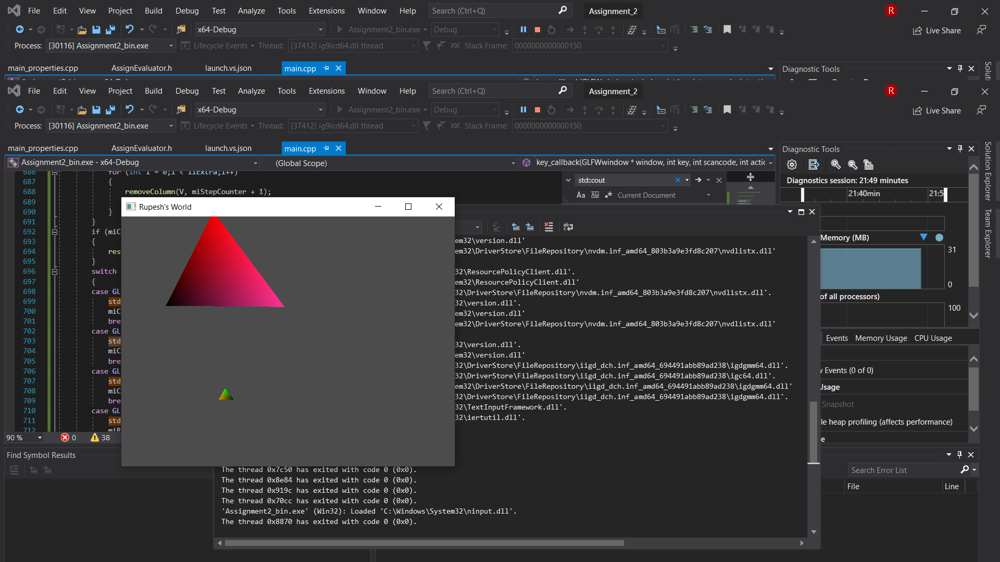 File Edit View Project Build Debug Test Analyze Tools Extensions Window Help Search (Ctrl+Q) Assignment_2 R
x64-Debug Assignment2_bin.exe Debug Live Share
Process: [30116] Assignment2_bin.exe Lifecycle Events Thread: [37412] ig9icd64.dll thread Stack Frame: 0000000000000150
main_properties.cpp AssignEvaluator.h launch.vs.json main.cpp Diagnostic Tools
File Edit View Project Build Debug Test Analyze Tools Extensions Window Help Search (Ctrl+Q) Assignment_2 R
x64-Debug Assignment2_bin.exe Debug Live Share
Process: [30116] Assignment2_bin.exe Lifecycle Events Thread: [37412] ig9icd64.dll thread Stack Frame: 0000000000000150
main_properties.cpp AssignEvaluator.h launch.vs.json main.cpp Diagnostic Tools
Solution Explorer
Team Explorer
Assignment2_bin.exe - x64-Debug (Global Scope) key_callback(GLFWwindow * window, int key, int scancode, int actic
686 for (int i = 0;i < iiExtra;i++)
687 {
688 removeColumn(V, miStepCounter + 1);
689
690 }
691 }
692 if (miC
693 {
694 res
695 }
696 switch
697 {
698 case GL
699 std
700 miC
701 bre
702 case GL
703 std
704 miC
705 bre
706 case GL
707 std
708 miC
709 bre
710 case GL
711 std
712 miR
std::cout
Aa Ab Current Document
Diagnostics session: 21:49 minutes
21:40min 21:5
Rupesh's World
em32\version.dll'
em32\DriverStore\FileRepository\nvdm.inf_amd64_803b3a9e3fd8c207\nvdlistx.dll'
32\ResourcePolicyClient.dll'.
em32\ResourcePolicyClient.dll'
32\DriverStore\FileRepository\nvdm.inf_amd64_803b3a9e3fd8c207\nvdlistx.dll'.
32\version.dll'.
em32\version.dll'
em32\DriverStore\FileRepository\nvdm.inf_amd64_803b3a9e3fd8c207\nvdlistx.dll'
32\version.dll'.
em32\version.dll'
32\DriverStore\FileRepository\iigd_dch.inf_amd64_694491abb89ad238\igdgmm64.dll'.
32\DriverStore\FileRepository\iigd_dch.inf_amd64_694491abb89ad238\igc64.dll'.
em32\DriverStore\FileRepository\iigd_dch.inf_amd64_694491abb89ad238\igdgmm64.dll'
32\DriverStore\FileRepository\iigd_dch.inf_amd64_694491abb89ad238\igdgmm64.dll'.
32\TextInputFramework.dll'.
32\iertutil.dll'.
The thread 0x7c50 has exited with code 0 (0x0).
The thread 0x8e84 has exited with code 0 (0x0).
The thread 0x919c has exited with code 0 (0x0).
The thread 0x70cc has exited with code 0 (0x0).
'Assignment2_bin.exe' (Win32): Loaded 'C:\Windows\System32\ninput.dll'.
The thread 0x8870 has exited with code 0 (0x0).
Memory (MB)
31
0
of all processors)
100
Events Memory Usage CPU Usage
Events (0 of 0)
Usage
Snapshot
le heap profiling (affects performance)
e
90 % 0 38
Find Symbol Results
Search Error List
File Line